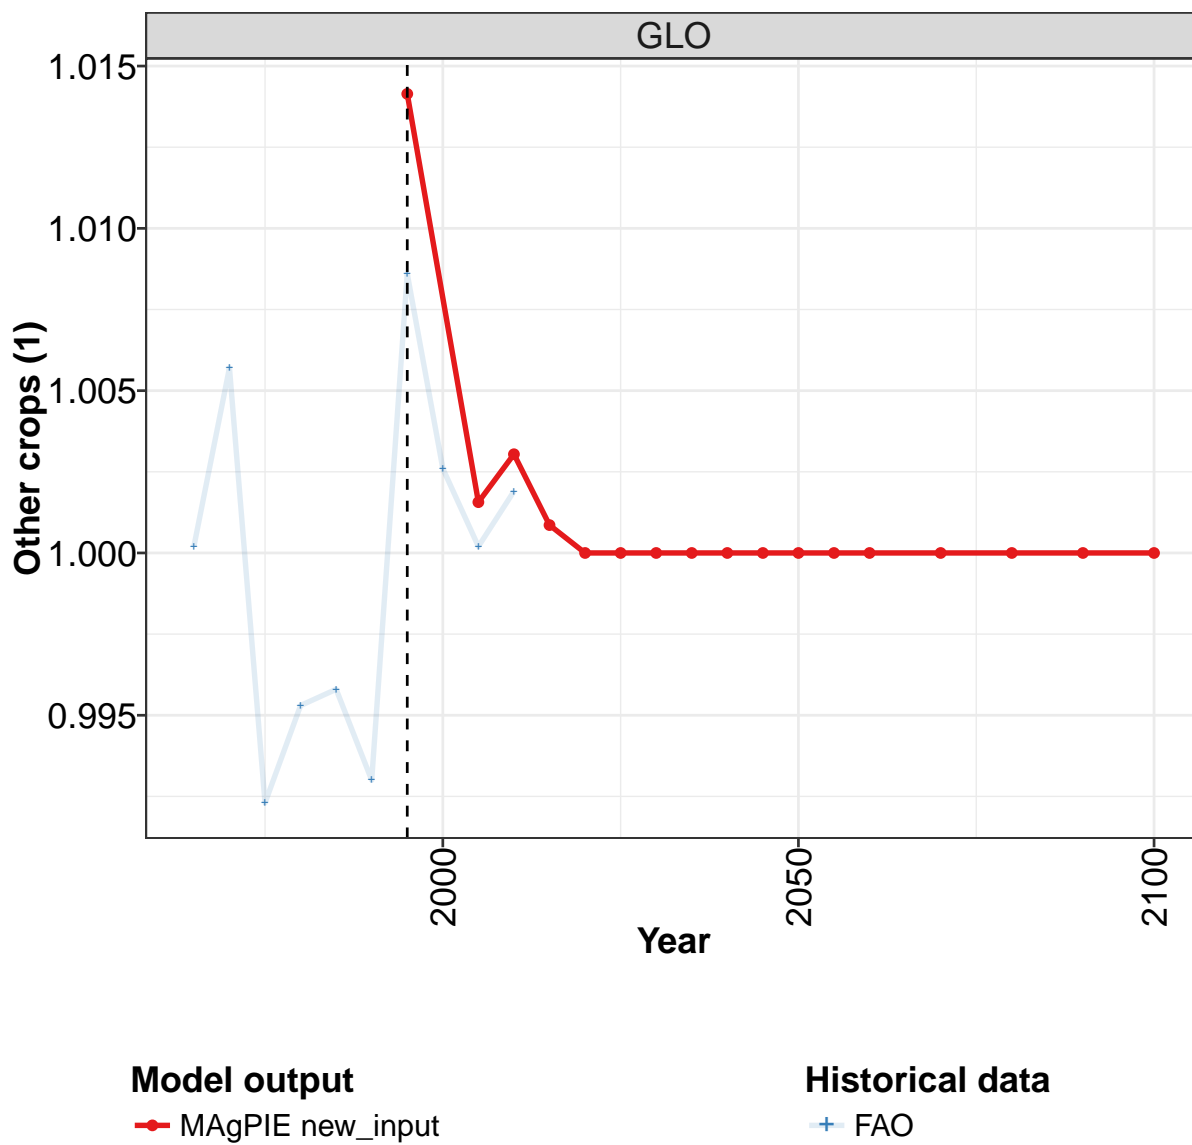 GLO
1.015
1.010
1.005
1.000
0.995
Other crops (1)
2000
2050
2100
Year
Model output
MAgPIE new_input
Historical data
FAO